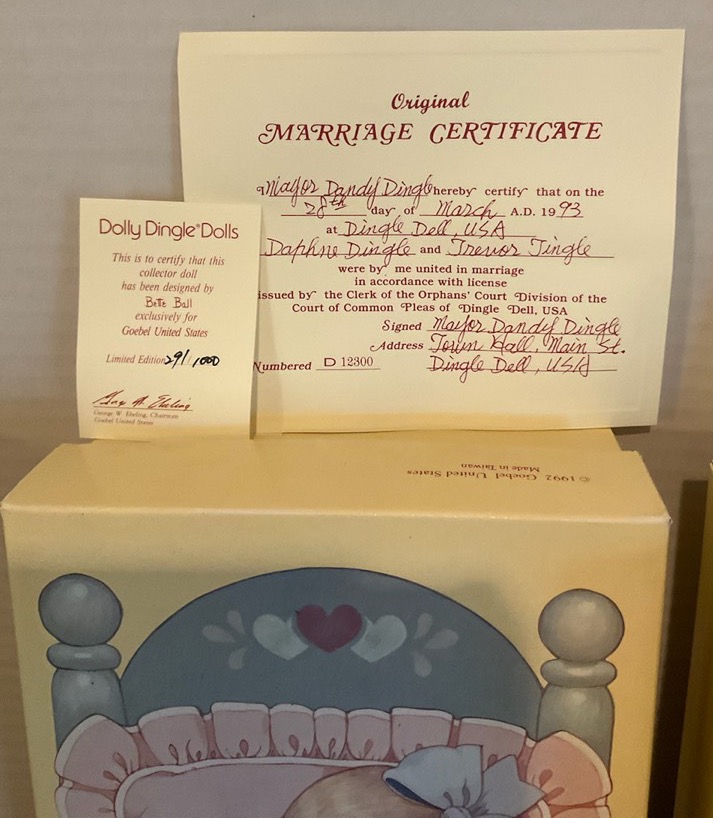 Original
MARRIAGE CERTIFICATE
I Mayor Dandy Dingle hereby certify that on the
28th day of March A.D. 1993
at Dingle Dell, USA
Daphne Dingle and Trevor Tingle
were by me united in marriage
in accordance with license
issued by the Clerk of the Orphans' Court Division of the
Court of Common Pleas of Dingle Dell, USA
Signed Mayor Dandy Dingle
Address Town Hall, Main St.
Numbered D 12300 Dingle Dell, USA
Dolly Dingle® Dolls
This is to certify that this
collector doll
has been designed by
Bette Ball
exclusively for
Goebel United States
Limited Edition 291/1000
George W. Ebeling
George W. Ebeling, Chairman
Goebel United States
© 1992 Goebel United States
Made in Taiwan